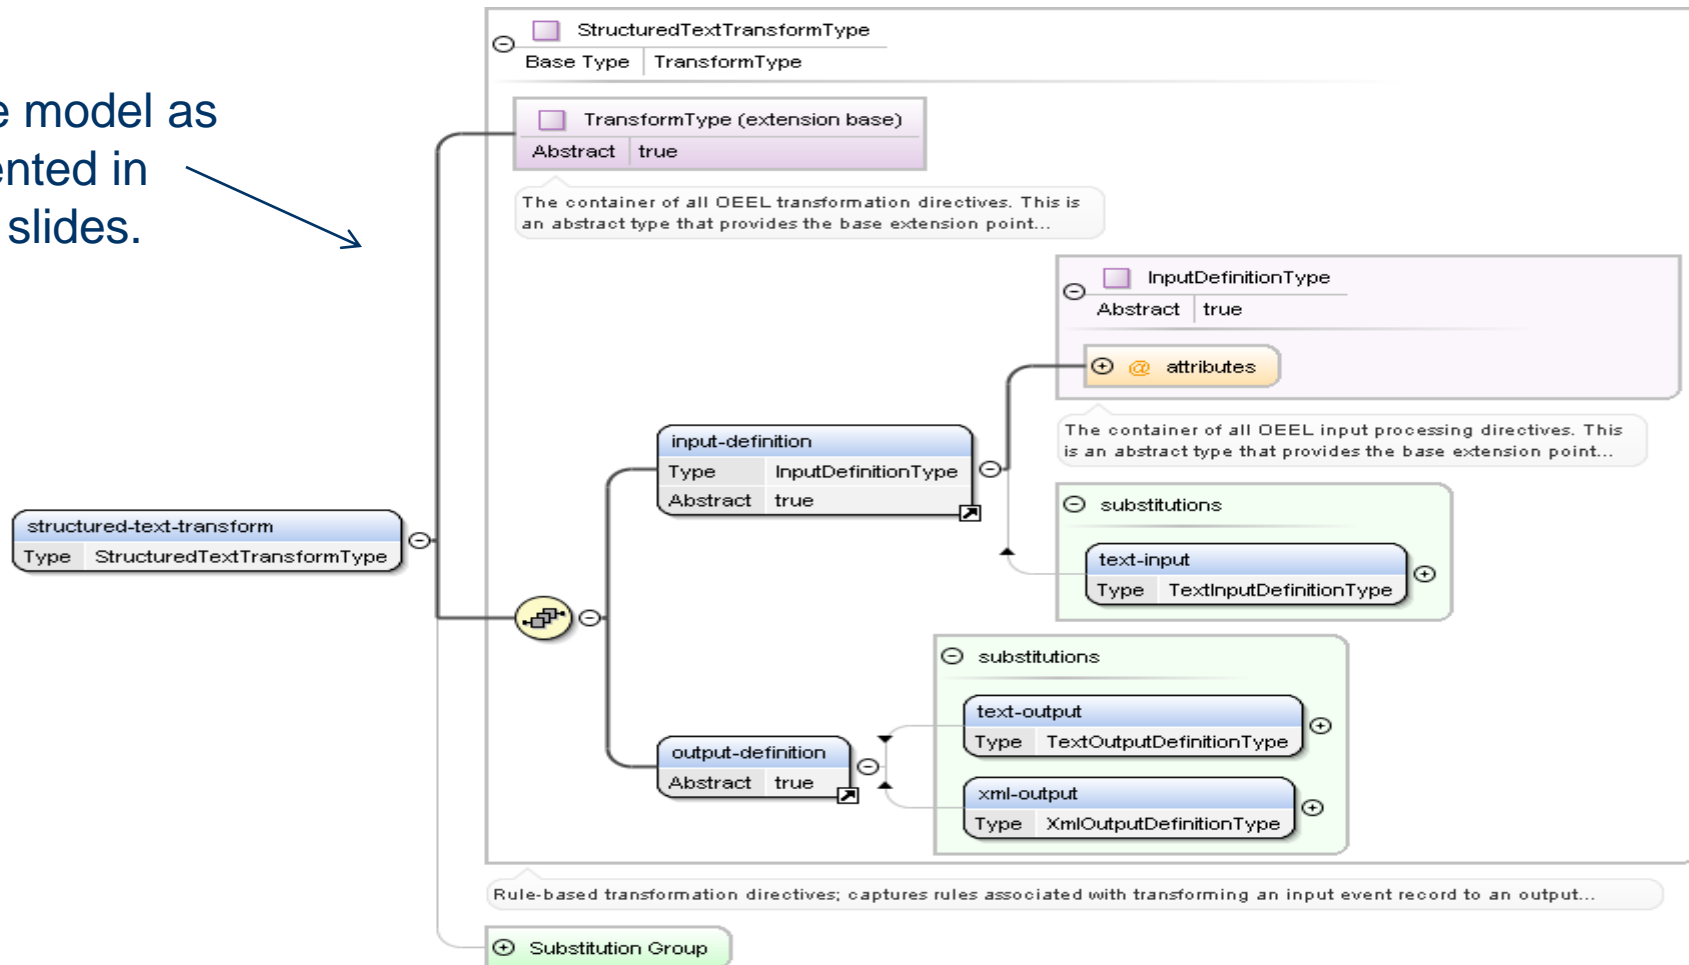 e model as
ented in
slides.
StructuredTextTransformType
Base Type TransformType
TransformType (extension base)
Abstract true
The container of all OEEL transformation directives. This is
an abstract type that provides the base extension point...
InputDefinitionType
Abstract true
@ attributes
The container of all OEEL input processing directives. This
is an abstract type that provides the base extension point...
input-definition
Type InputDefinitionType
Abstract true
substitutions
text-input
Type TextInputDefinitionType
structured-text-transform
Type StructuredTextTransformType
substitutions
text-output
Type TextOutputDefinitionType
output-definition
Abstract true
xml-output
Type XmlOutputDefinitionType
Rule-based transformation directives; captures rules associated with transforming an input event record to an output...
Substitution Group